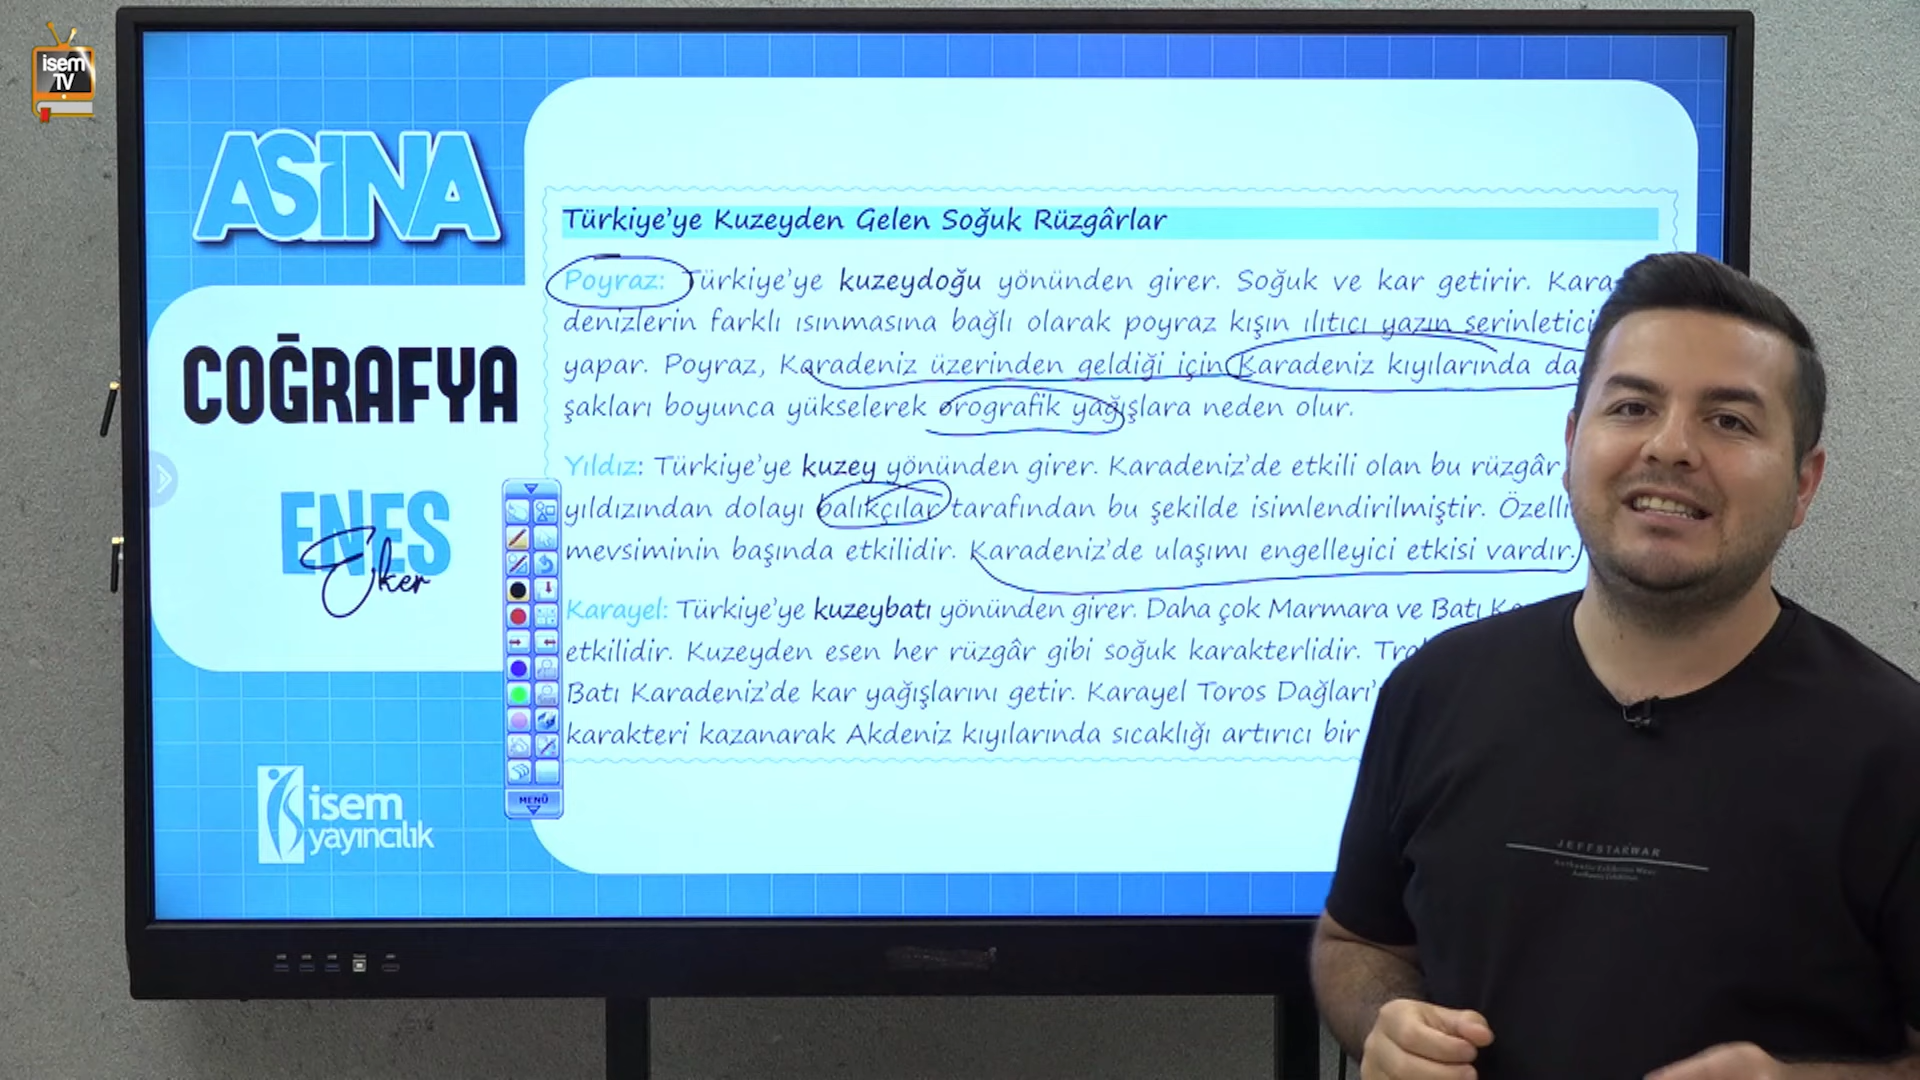 isem
TV
ASİNA
COĞRAFYA
ENES
Eker
isem
yayıncılık
MENÜ
Türkiye'ye Kuzeyden Gelen Soğuk Rüzgârlar
Poyraz: Türkiye'ye kuzeydoğu yönünden girer. Soğuk ve kar getirir. Kara
denizlerin farklı ısınmasına bağlı olarak poyraz kışın ılıtıcı yazın serinletici
yapar. Poyraz, Karadeniz üzerinden geldiği için Karadeniz kıyılarında da
şakları boyunca yükselerek orografik yağışlara neden olur.
Yıldız: Türkiye'ye kuzey yönünden girer. Karadeniz'de etkili olan bu rüzgâr
yıldızından dolayı balıkçılar tarafından bu şekilde isimlendirilmiştir. Özelli
mevsiminin başında etkilidir. Karadeniz'de ulaşımı engelleyici etkisi vardır.
Karayel: Türkiye'ye kuzeybatı yönünden girer. Daha çok Marmara ve Batı
etkilidir. Kuzeyden esen her rüzgâr gibi soğuk karakterlidir.
Batı Karadeniz'de kar yağışlarını getir. Karayel Toros Dağları'
karakteri kazanarak Akdeniz kıyılarında sıcaklığı artırıcı bir
JEFFSTARWAR